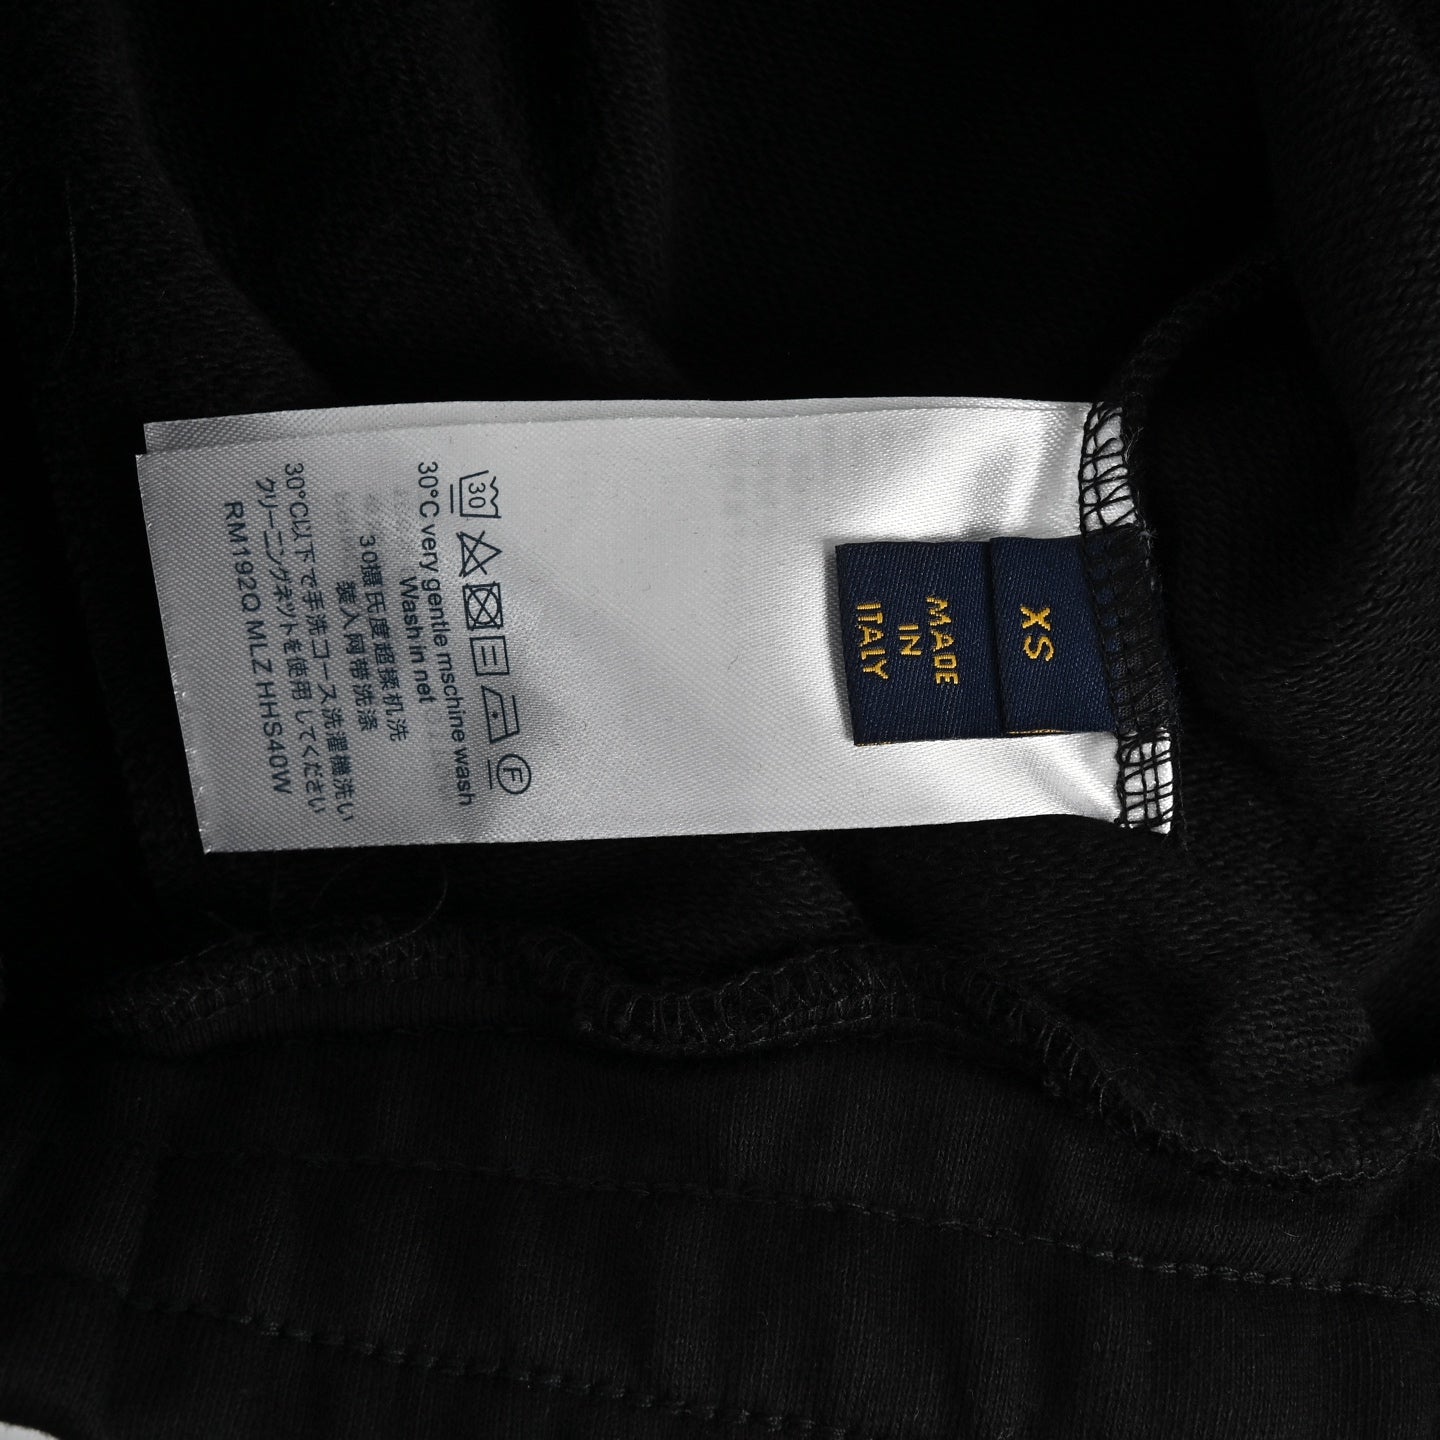 XS
MADE
IN
ITALY
30
F
30°C very gentle mschine wash
Wash in net
30摄氏度超揉机洗
装入网带洗涤
30°C以下で手洗コース洗濯機洗い
クリーニングネットを使用してください
RM192Q MLZ HHS40W